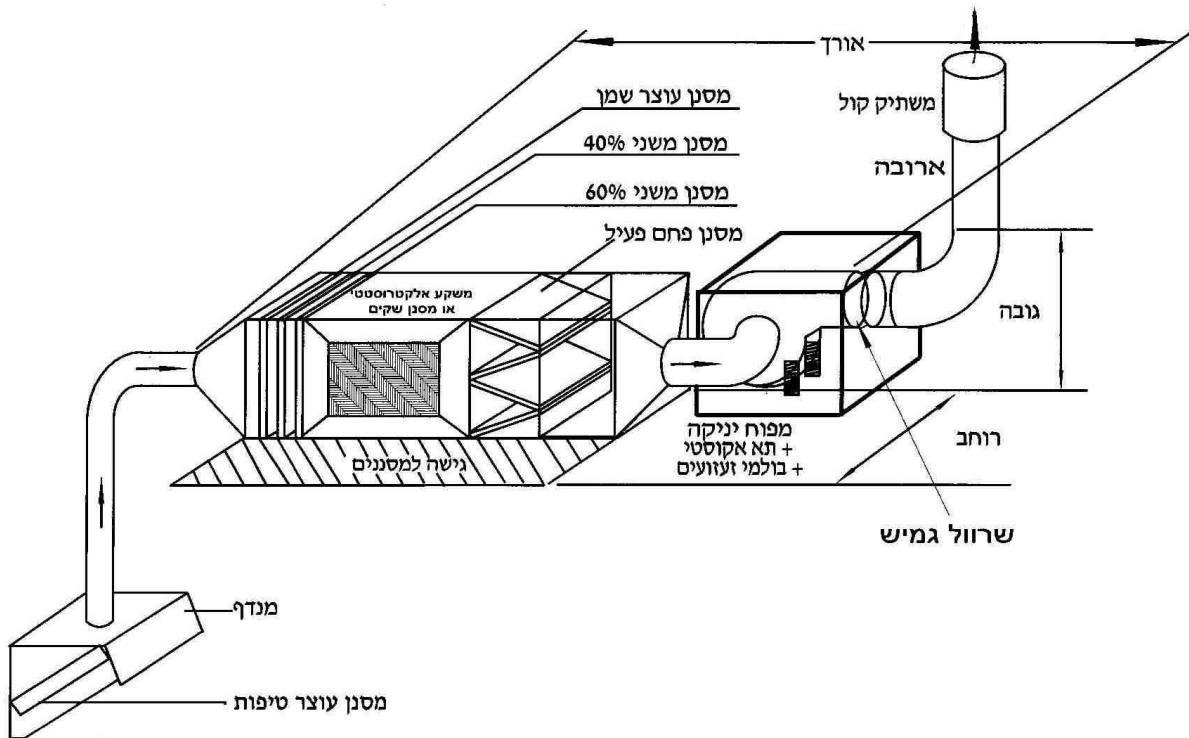 אורך
משתיק קול
מסנן עוצר שמן
מסנן משני 40%
ארובה
מסנן משני 60%
מסנן פחם פעיל
משקע אלקטרוסטטי
או מסנן שקים
גובה
רוחב
מפוח יניקה
+ תא אקוסטי
+ בולמי זעזועים
גישה למסננים
שרוול גמיש
מנדף
מסנן עוצר טיפות